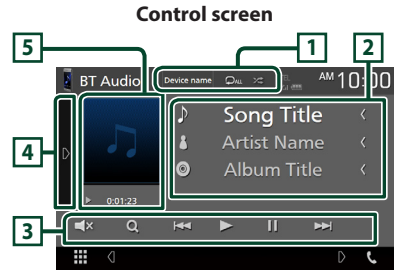 Control screen
5
1
2
BT Audio
Device name
ALL
AM 10:00
Song Title
Artist Name
Album Title
4
0:01:23
3